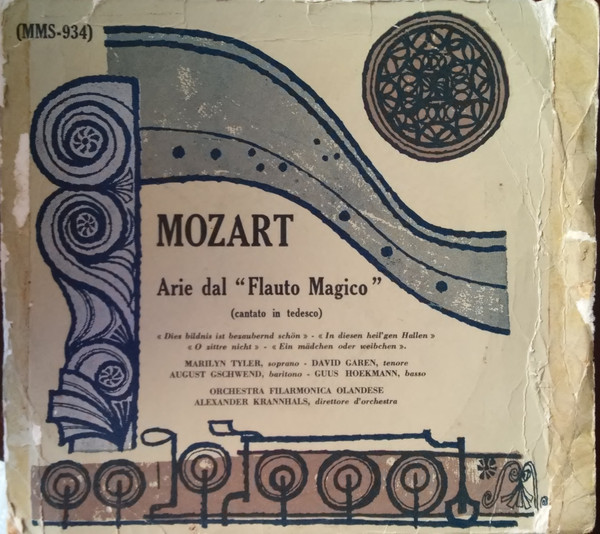 (MMS-934)
MOZART
Arie dal "Flauto Magico"
(cantato in tedesco)
« Dies bildnis ist bezaubernd schön » - « In diesen heil'gen Hallen »
« O zittre nicht » - « Ein mädchen oder weibchen ».
MARILYN TYLER, soprano - DAVID GAREN, tenore
AUGUST GSCHWEND, baritono - GUUS HOEKMANN, basso
ORCHESTRA FILARMONICA OLANDESE
ALEXANDER KRANNHALS, direttore d'orchestra